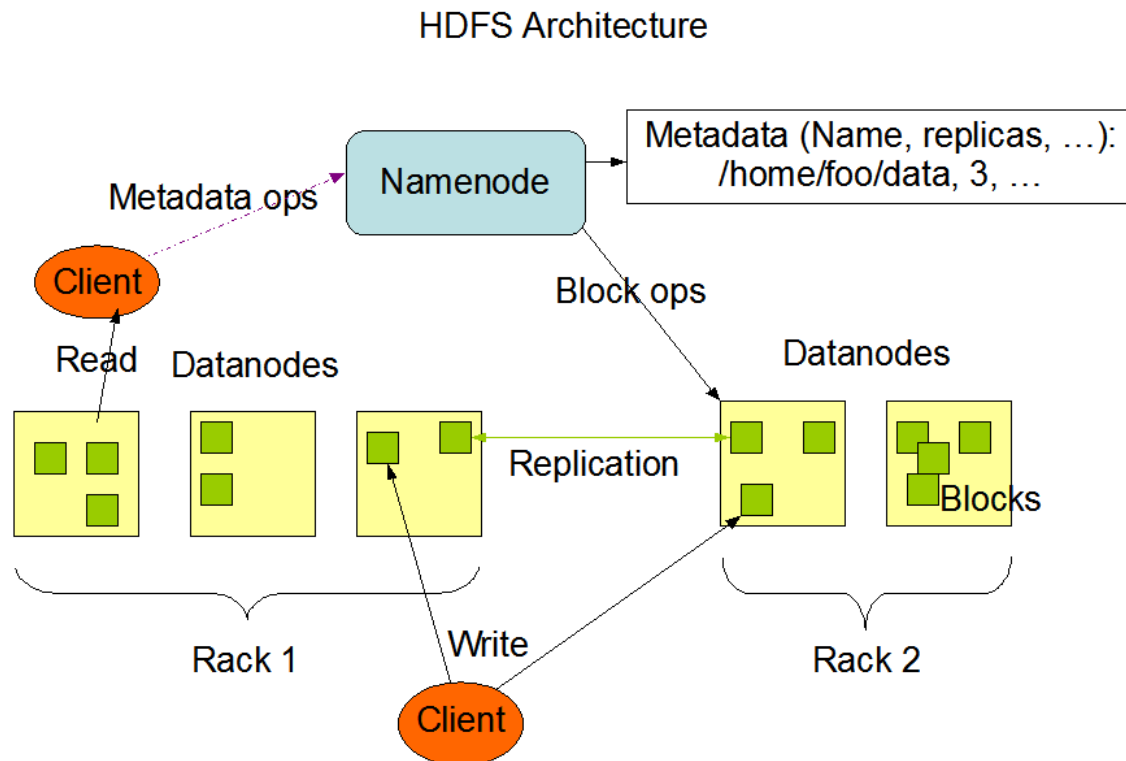 HDFS Architecture
Metadata (Name, replicas, …):
/home/foo/data, 3, …
Namenode
Metadata ops
Client
Block ops
Read
Datanodes
Datanodes
Replication
Blocks
Rack 1
Write
Rack 2
Client